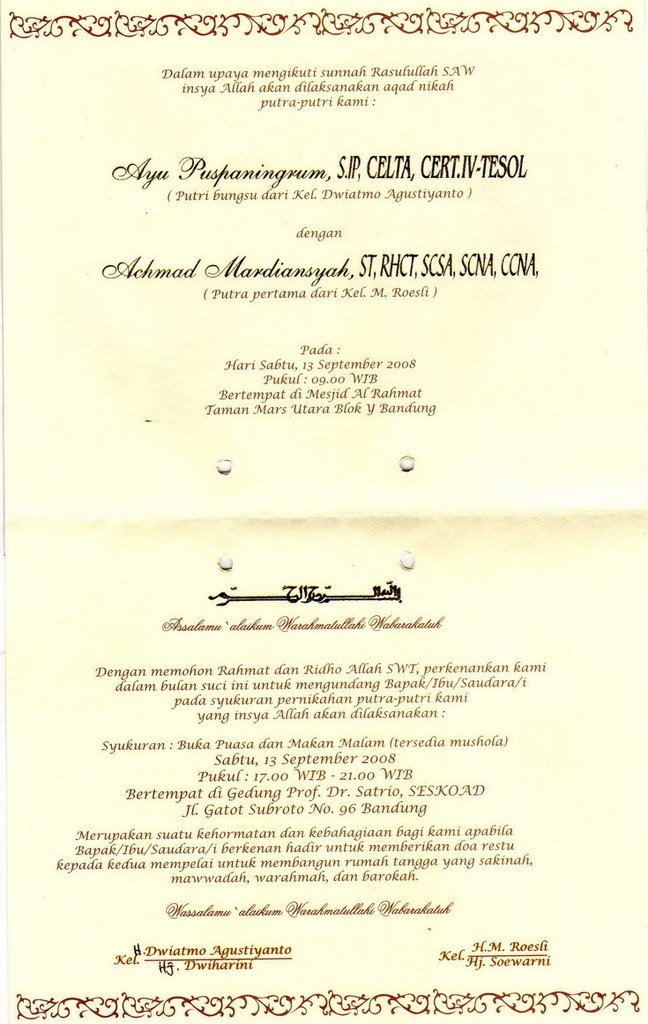 Dalam upaya mengikuti sunnah Rasulullah SAW
insya Allah akan dilaksanakan aqad nikah
putra-putri kami :
Ayu Puspaningrum, S.IP, CELTA, CERT.IV-TESOL
( Putri bungsu dari Kel. Dwiatmo Agustiyanto )
dengan
Achmad Mardiansyah, ST, RHCT, SCSA, SCNA, CCNA,
( Putra pertama dari Kel. M. Roesli )
Pada :
Hari Sabtu, 13 September 2008
Pukul : 09.00 WIB
Bertempat di Mesjid Al Rahmat
Taman Mars Utara Blok Y Bandung
بسم الله الرحمن الرحيم
Assalamu`alaikum Warahmatullahi Wabarakatuh
Dengan memohon Rahmat dan Ridho Allah SWT, perkenankan kami
dalam bulan suci ini untuk mengundang Bapak/Ibu/Saudara/i
pada syukuran pernikahan putra-putri kami
yang insya Allah akan dilaksanakan :
Syukuran : Buka Puasa dan Makan Malam (tersedia mushola)
Sabtu, 13 September 2008
Pukul : 17.00 WIB - 21.00 WIB
Bertempat di Gedung Prof. Dr. Satrio, SESKOAD
Jl. Gatot Subroto No. 96 Bandung
Merupakan suatu kehormatan dan kebahagiaan bagi kami apabila
Bapak/Ibu/Saudara/i berkenan hadir untuk memberikan doa restu
kepada kedua mempelai untuk membangun rumah tangga yang sakinah,
mawwadah, warahmah, dan barokah.
Wassalamu`alaikum Warahmatullahi Wabarakatuh
Kel. H. Dwiatmo Agustiyanto
Hj. Dwiharini
Kel. H.M. Roesli
Hj. Soewarni